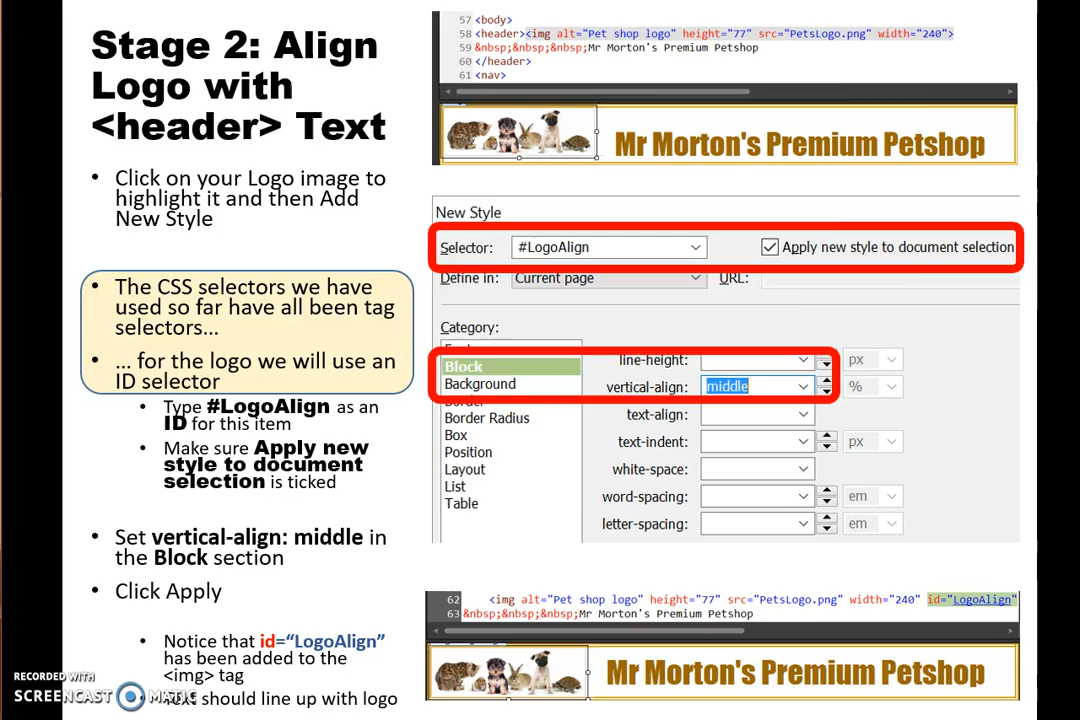 Stage 2: Align
Logo with
<header> Text
• Click on your Logo image to
highlight it and then Add
New Style
• The CSS selectors we have
used so far have all been tag
selectors...
• ... for the logo we will use an
ID selector
• Type #LogoAlign as an
ID for this item
• Make sure Apply new
style to document
selection is ticked
• Set vertical-align: middle in
the Block section
• Click Apply
• Notice that id=“LogoAlign”
has been added to the
<img> tag
Text should line up with logo
RECORDED WITH
SCREENCAST MATIC
57 <body>
58 <header><img alt="Pet shop logo" height="77" src="PetsLogo.png" width="240">
59 &nbsp;&nbsp;&nbsp;Mr Morton's Premium Petshop
60 </header>
61 <nav>
Mr Morton's Premium Petshop
New Style
Selector: #LogoAlign Apply new style to document selection
Define in: Current page URL:
Category:
Block line-height: px
Background vertical-align: middle %
Border text-align:
Border Radius
Box text-indent: px
Position
Layout white-space:
List word-spacing: em
Table
letter-spacing: em
62 <img alt="Pet shop logo" height="77" src="PetsLogo.png" width="240" id="LogoAlign"
63 &nbsp;&nbsp;&nbsp;Mr Morton's Premium Petshop
Mr Morton's Premium Petshop